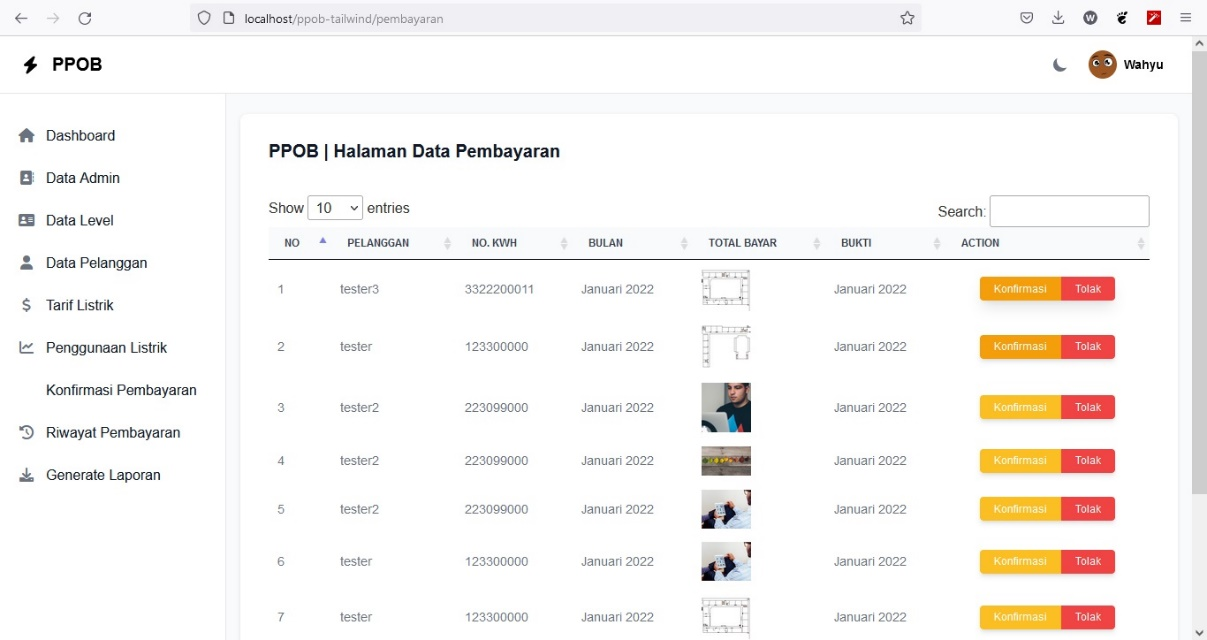 localhost/ppob-tailwind/pembayaran
W
PPOB
Wahyu
Dashboard
Data Admin
Data Level
Data Pelanggan
Tarif Listrik
Penggunaan Listrik
Konfirmasi Pembayaran
Riwayat Pembayaran
Generate Laporan
PPOB | Halaman Data Pembayaran
Show 10 entries
Search:
NO PELANGGAN NO. KWH BULAN TOTAL BAYAR BUKTI ACTION
1 tester3 3322200011 Januari 2022 Januari 2022 Konfirmasi Tolak
2 tester 123300000 Januari 2022 Januari 2022 Konfirmasi Tolak
3 tester2 223099000 Januari 2022 Januari 2022 Konfirmasi Tolak
4 tester2 223099000 Januari 2022 Januari 2022 Konfirmasi Tolak
5 tester2 223099000 Januari 2022 Januari 2022 Konfirmasi Tolak
6 tester 123300000 Januari 2022 Januari 2022 Konfirmasi Tolak
7 tester 123300000 Januari 2022 Januari 2022 Konfirmasi Tolak